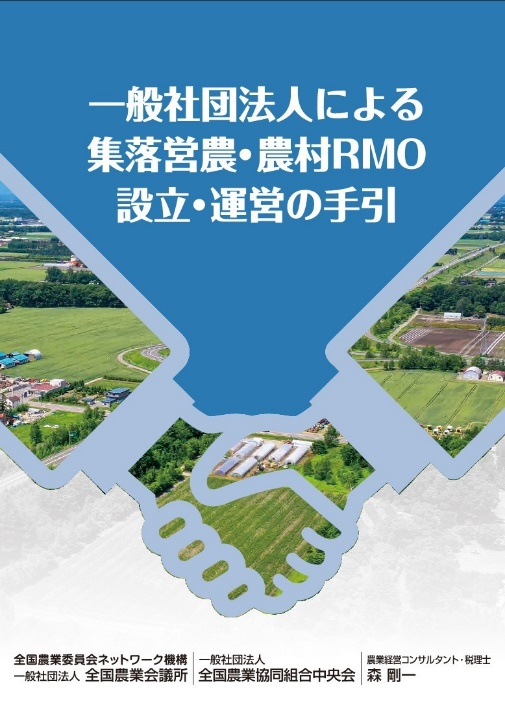 一般社団法人による
集落営農・農村RMO
設立・運営の手引
全国農業委員会ネットワーク機構
一般社団法人 全国農業会議所
一般社団法人
全国農業協同組合中央会
農業経営コンサルタント・税理士
森 剛一